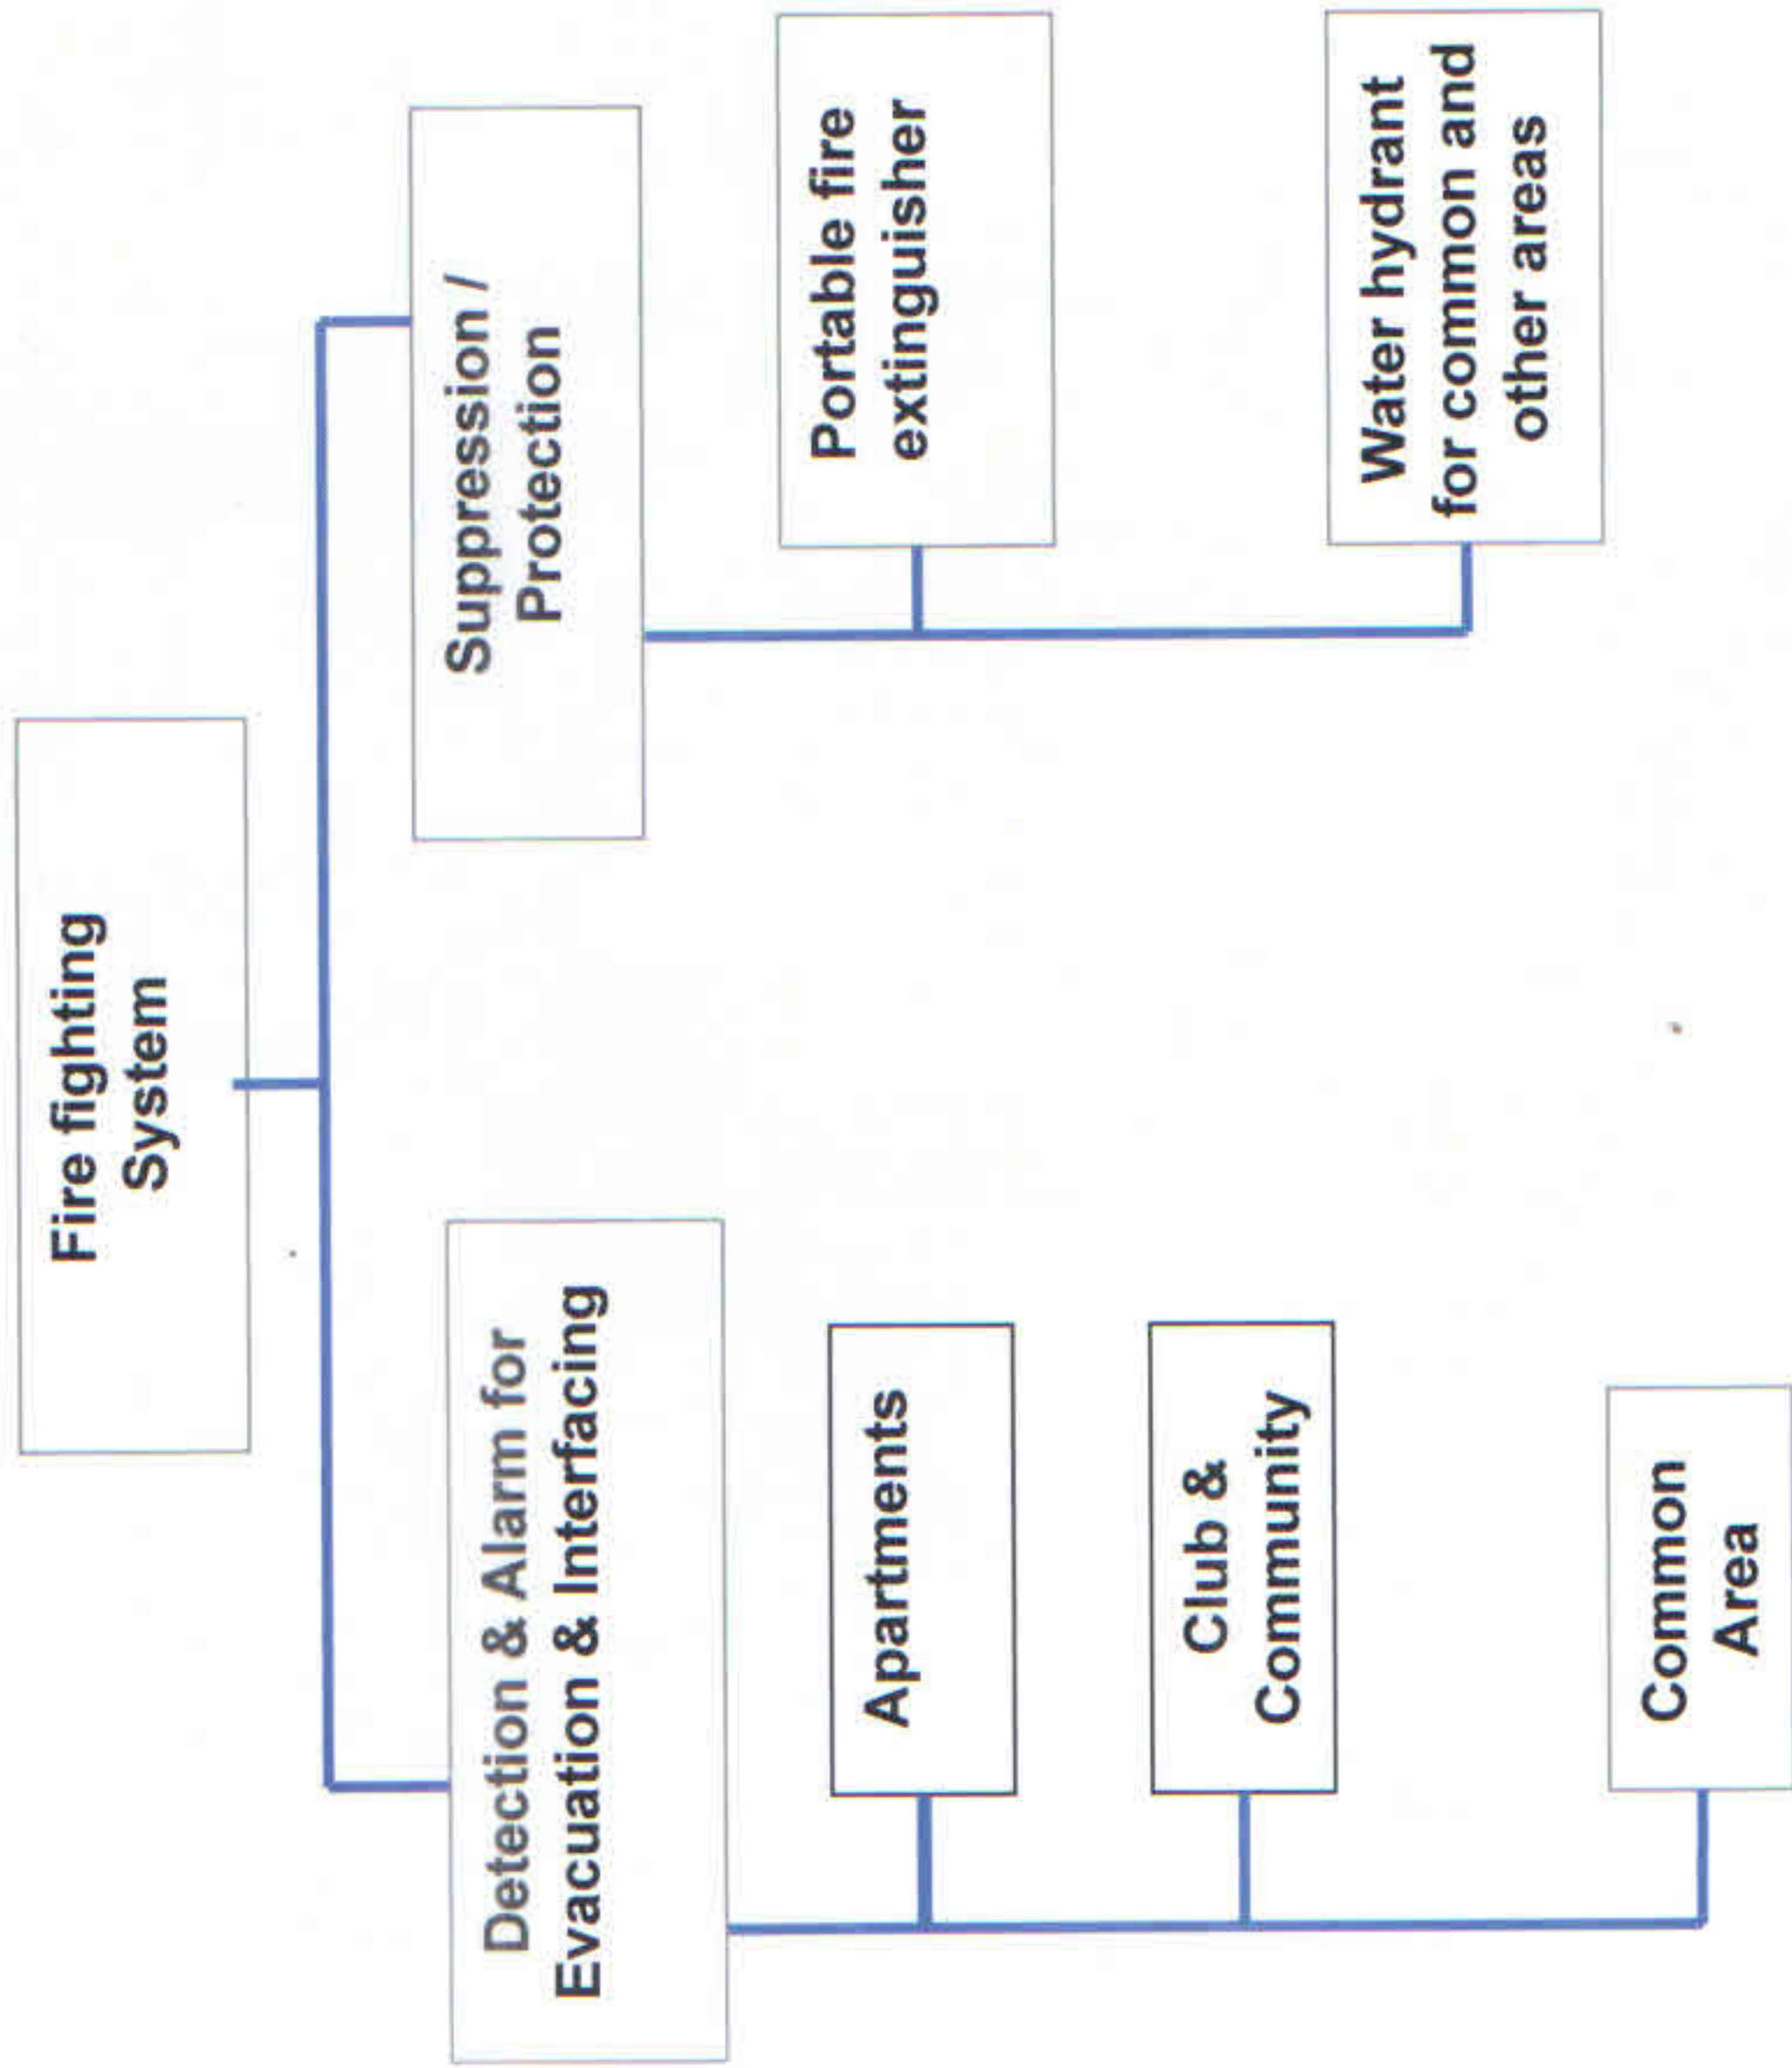 Fire fighting
System
Detection & Alarm for
Evacuation & Interfacing
Apartments
Club &
Community
Common
Area
Suppression /
Protection
Portable fire
extinguisher
Water hydrant
for common and
other areas